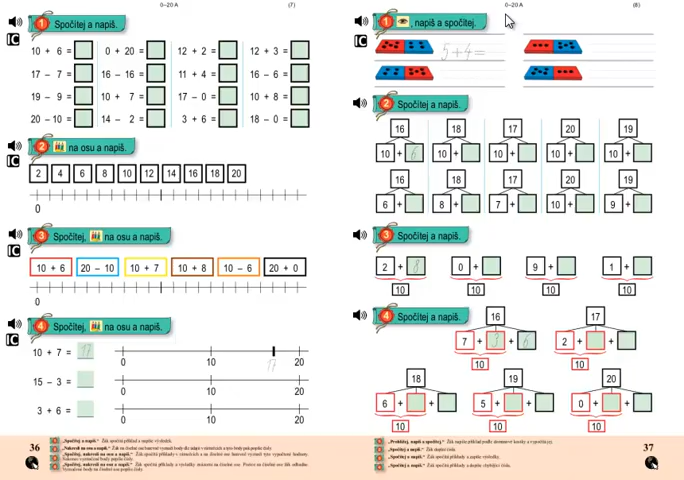 0–20 A (7)
1 Spočítej a napiš.
10 + 6 = 0 + 20 = 12 + 2 = 12 + 3 =
17 – 7 = 16 – 16 = 11 + 4 = 16 – 6 =
19 – 9 = 10 + 7 = 17 – 0 = 10 + 8 =
20 – 10 = 14 – 2 = 3 + 6 = 18 – 0 =
2 na osu a napiš.
2 4 6 8 10 12 14 16 18 20
0
3 Spočítej, na osu a napiš.
10 + 6 20 – 10 10 + 7 10 + 8 10 – 6 20 + 0
0
4 Spočítej, na osu a napiš.
10 + 7 = 17 0 10 20
17
15 – 3 = 0 10 20
3 + 6 = 0 10 20
36
0–20 A (8)
1 , napiš a spočítej.
5+4=
2 Spočítej a napiš.
16 18 17 20 19
10 + 6 10 + 10 + 10 + 10 +
16 18 17 20 19
6 + 8 + 7 + 10 + 9 +
3 Spočítej a napiš.
2 + 8 0 + 9 + 1 +
10 10 10 10
4 Spočítej a napiš.
16 17
7 + 3 + 6 2 + +
10 10
18 19 20
6 + + 5 + + 0 + +
10 10 10
37